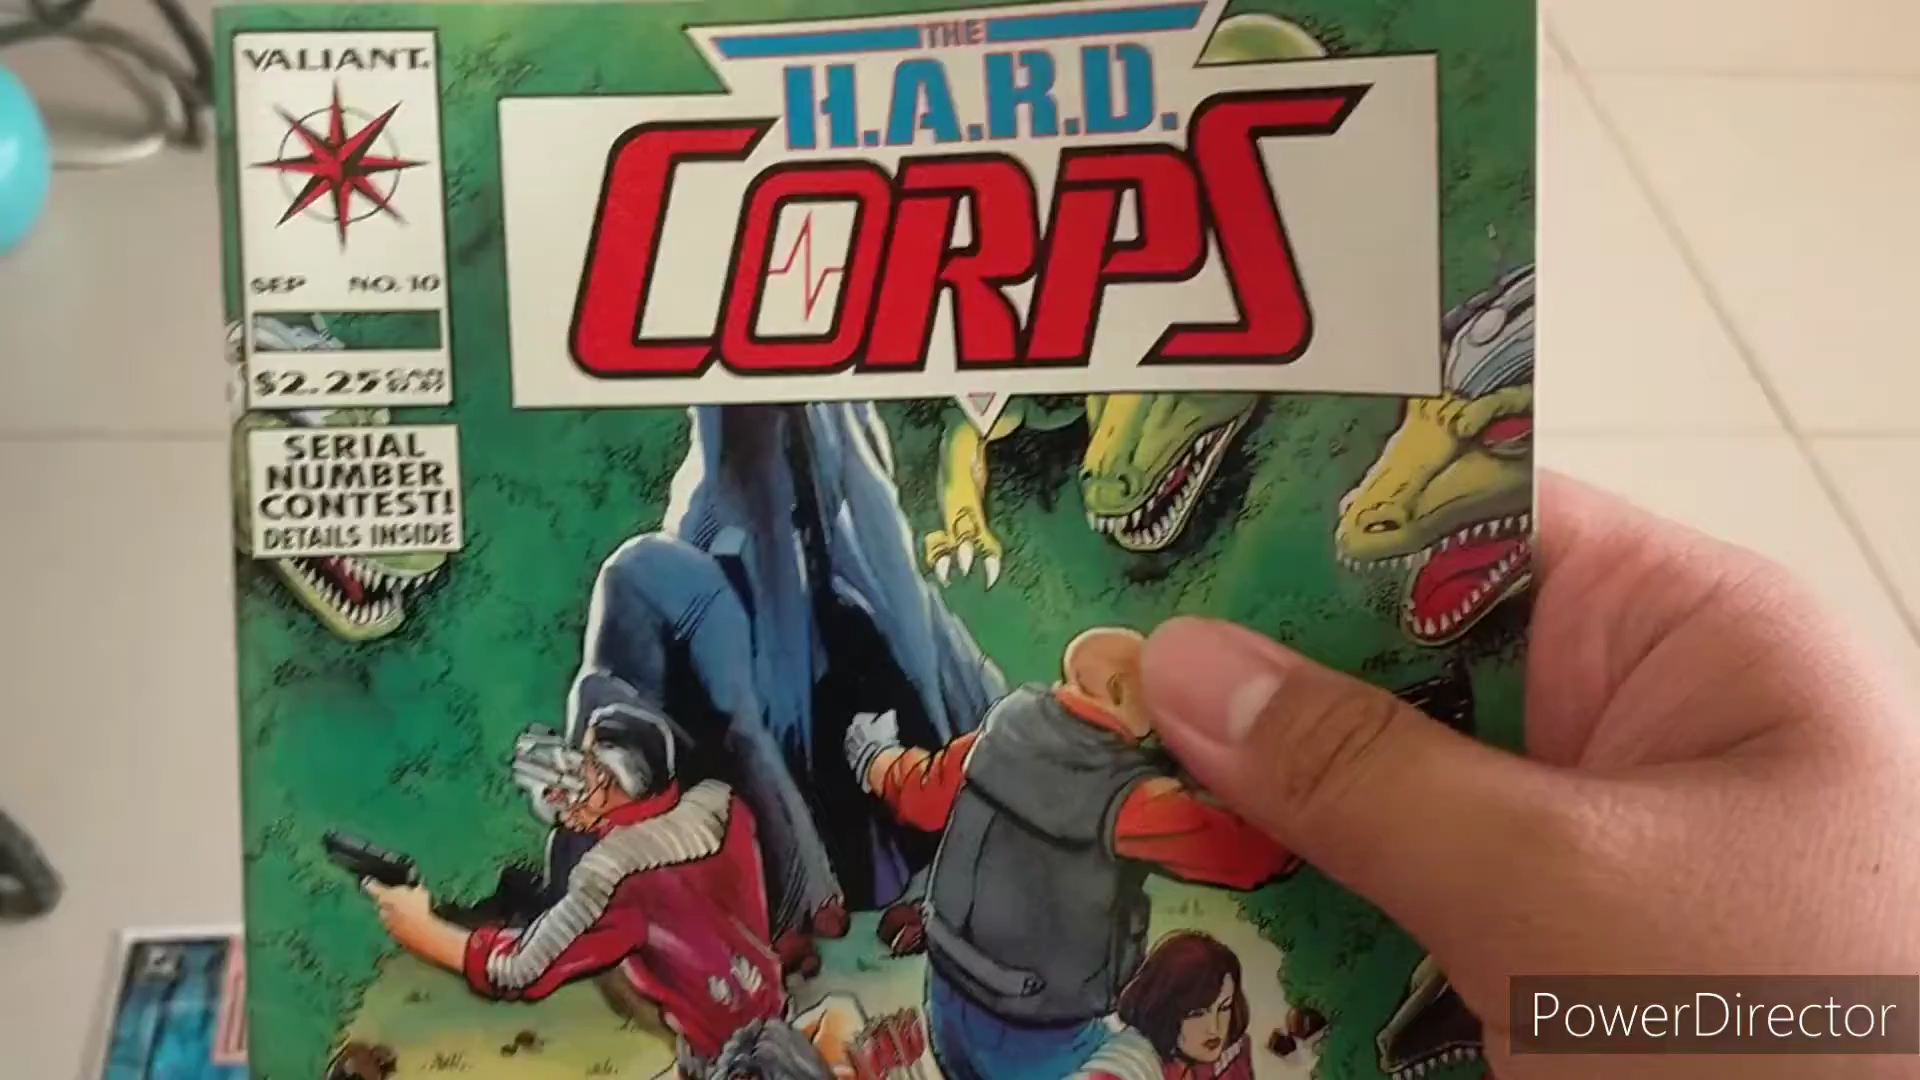 VALIANT.
SEP NO. 10
$2.25
SERIAL
NUMBER
CONTEST!
DETAILS INSIDE
THE
H.A.R.D.
CORPS
PowerDirector